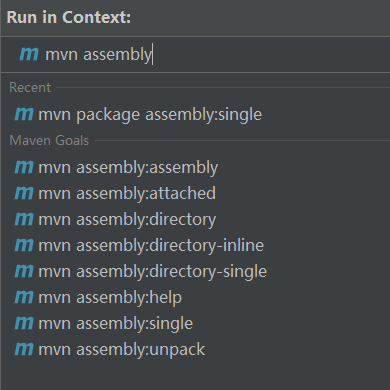 Run in Context:
m mvn assembly
Recent
m mvn package assembly:single
Maven Goals
m mvn assembly:assembly
m mvn assembly:attached
m mvn assembly:directory
m mvn assembly:directory-inline
m mvn assembly:directory-single
m mvn assembly:help
m mvn assembly:single
m mvn assembly:unpack